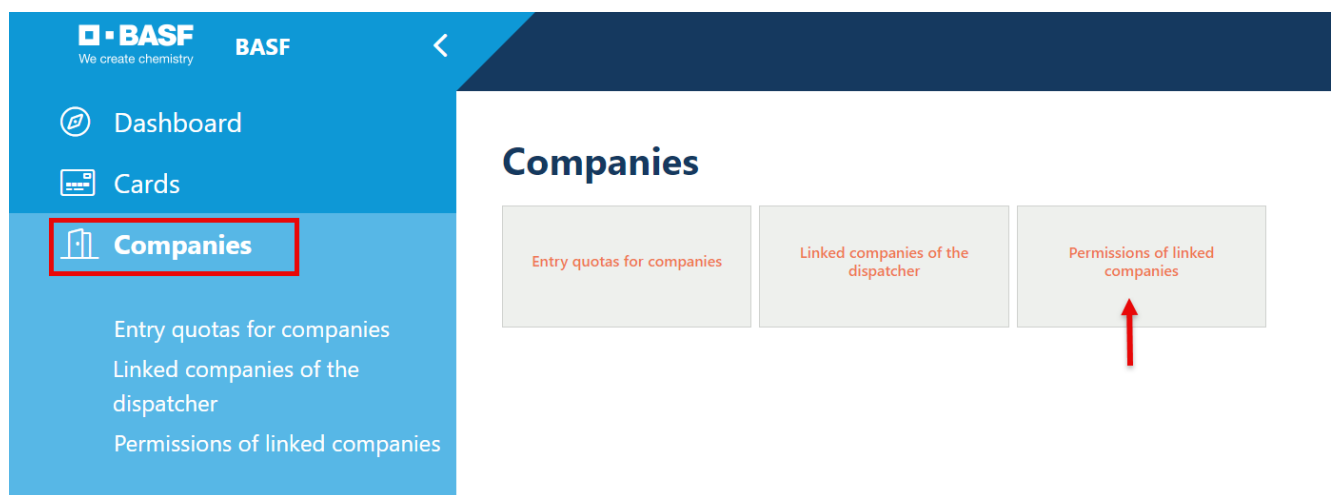 BASF
We create chemistry
BASF
Dashboard
Cards
Companies
Entry quotas for companies
Linked companies of the
dispatcher
Permissions of linked companies
Companies
Entry quotas for companies
Linked companies of the
dispatcher
Permissions of linked
companies